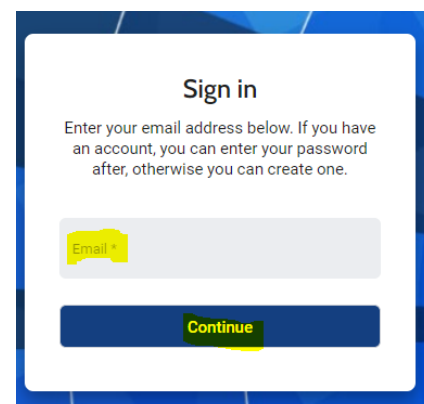 Sign in
Enter your email address below. If you have
an account, you can enter your password
after, otherwise you can create one.
Email *
Continue